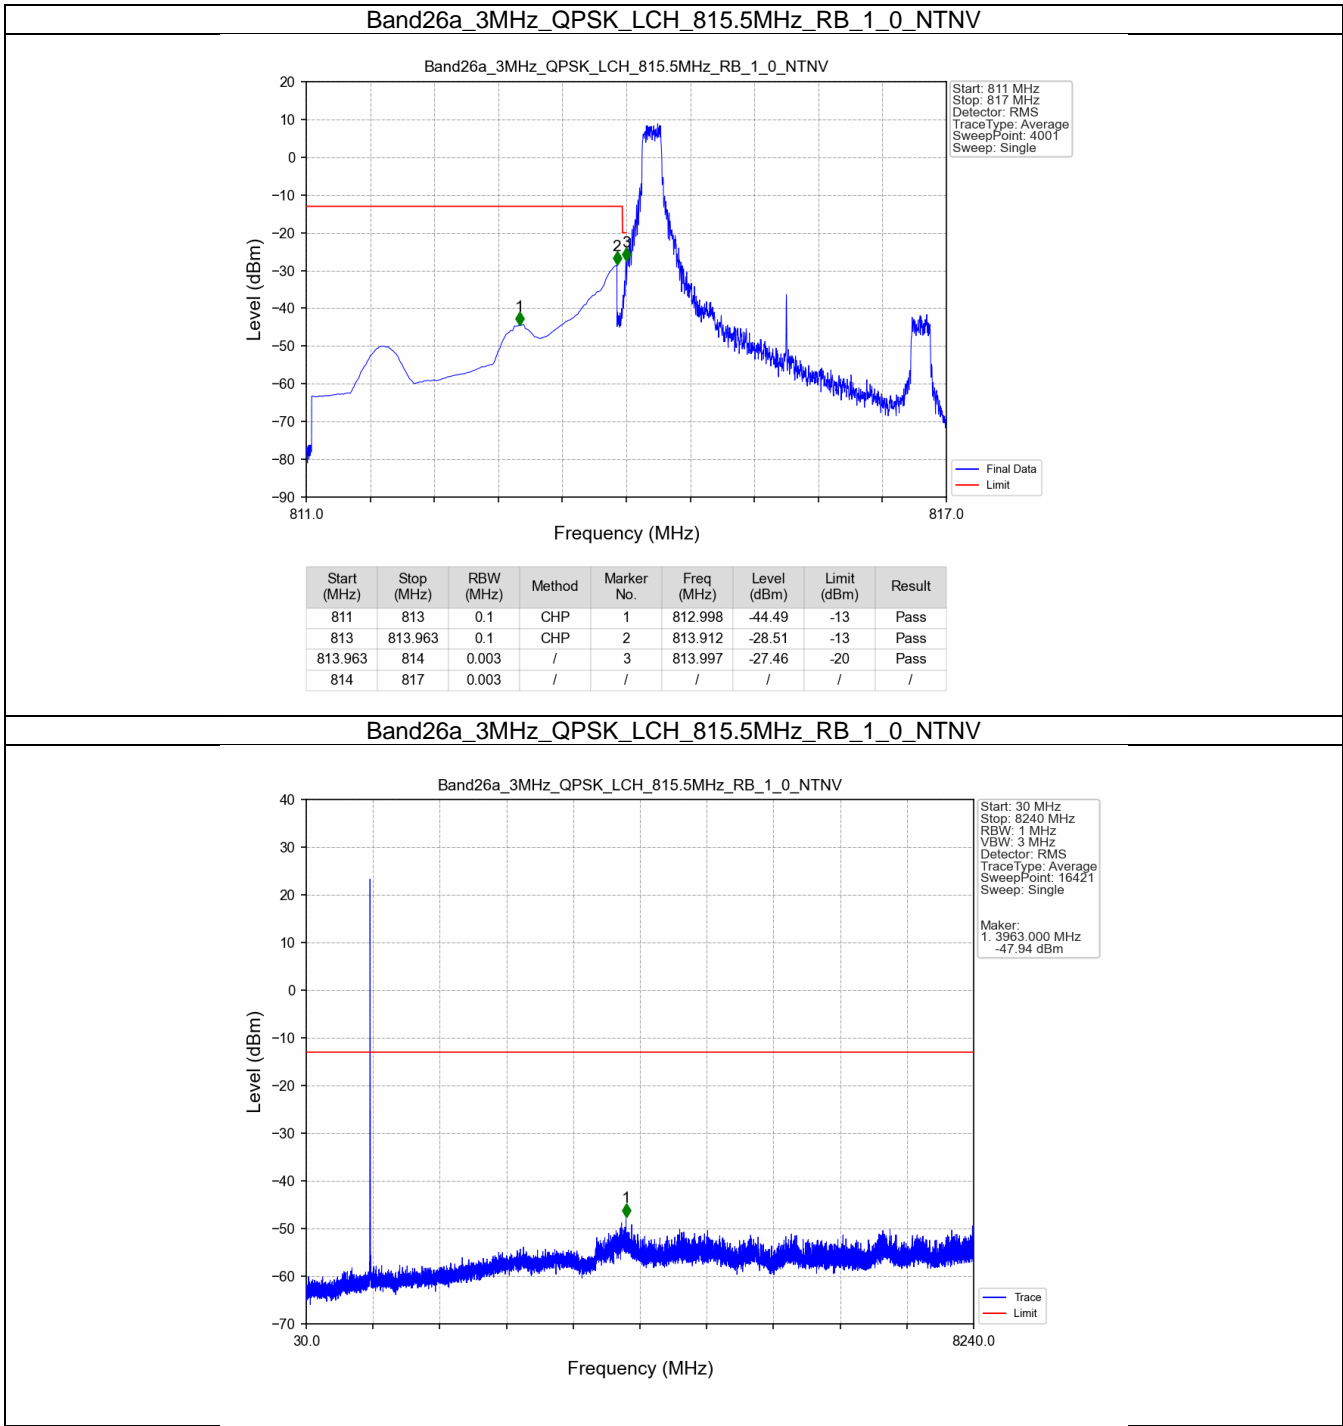 Band26a_3MHz_QPSK_LCH_815.5MHz_RB_1_0_NTNV
Band26a_3MHz_QPSK_LCH_815.5MHz_RB_1_0_NTNV
Start: 811 MHz
Stop: 817 MHz
Detector: RMS
TraceType: Average
SweepPoint: 4001
Sweep: Single
20
10
0
−10
−20
−30
−40
−50
−60
−70
−80
−90
Level (dBm)
1
2
3
Final Data
Limit
811.0
817.0
Frequency (MHz)
Start (MHz) Stop (MHz) RBW (MHz) Method Marker No. Freq (MHz) Level (dBm) Limit (dBm) Result
811 813 0.1 CHP 1 812.998 -44.49 -13 Pass
813 813.963 0.1 CHP 2 813.912 -28.51 -13 Pass
813.963 814 0.003 / 3 813.997 -27.46 -20 Pass
814 817 0.003 / / / / / /
Band26a_3MHz_QPSK_LCH_815.5MHz_RB_1_0_NTNV
Band26a_3MHz_QPSK_LCH_815.5MHz_RB_1_0_NTNV
Start: 30 MHz
Stop: 8240 MHz
RBW: 1 MHz
VBW: 3 MHz
Detector: RMS
TraceType: Average
SweepPoint: 16421
Sweep: Single
Maker:
1. 3963.000 MHz
-47.94 dBm
40
30
20
10
0
−10
−20
−30
−40
−50
−60
−70
Level (dBm)
1
Trace
Limit
30.0
8240.0
Frequency (MHz)